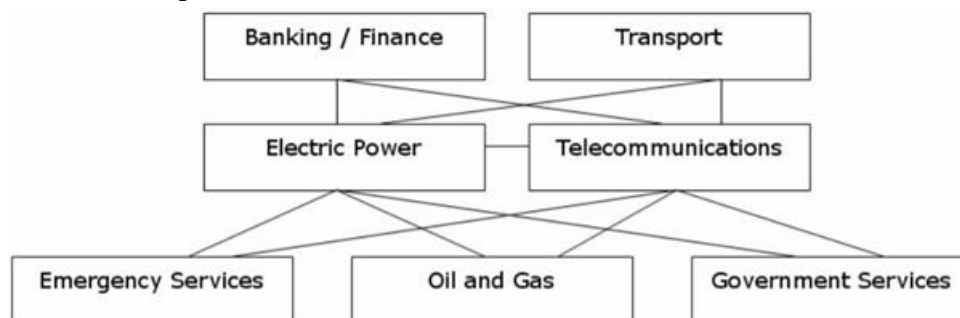 Banking / Finance
Transport
Electric Power
Telecommunications
Emergency Services
Oil and Gas
Government Services